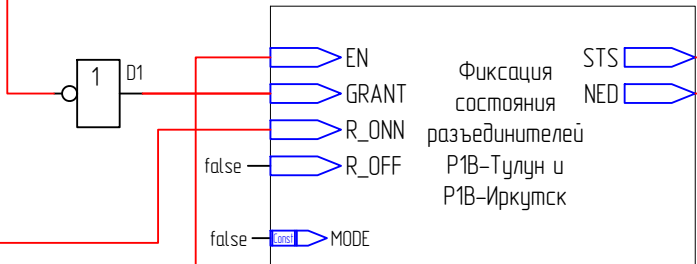 1 D1
EN
GRANT
R_ONN
false R_OFF
false Const MODE
Фиксация
состояния
разъединителей
Р1В-Тулун и
Р1В-Иркутск
STS
NED